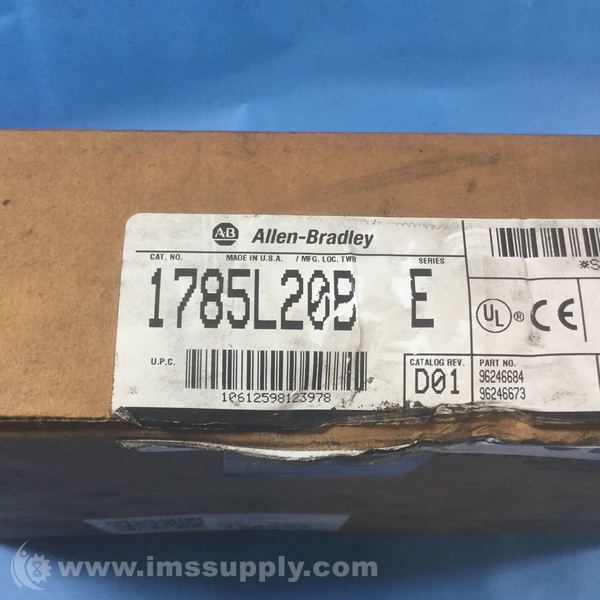 AB Allen-Bradley
CAT. NO. MADE IN U.S.A. / MFG. LOC. TWB SERIES
1785L20B E
U.P.C.
10612598123978
CATALOG REV.
D01
UL ® CE
PART NO.
96246684
96246673
*S
www.imssupply.com